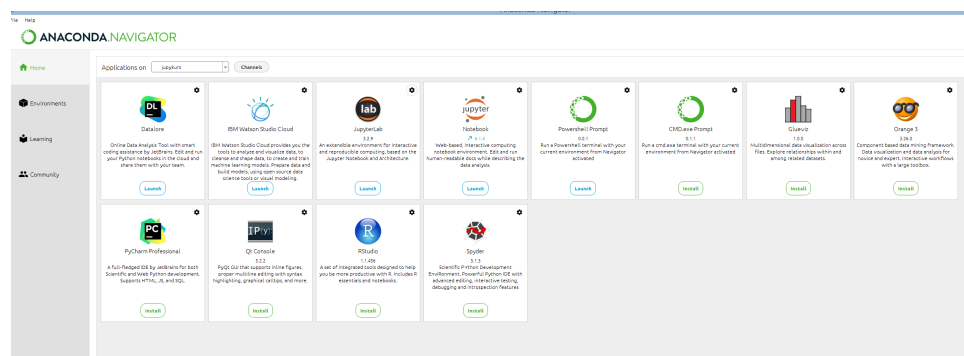 File Help
ANACONDA.NAVIGATOR
Home
Environments
Learning
Community
Applications on jupykurs Channels
DL
Datalore
Online Data Analysis Tool with smart
coding assistance by JetBrains. Edit and run
your Python notebooks in the cloud and
share them with your team.
Launch
IBM Watson Studio Cloud
IBM Watson Studio Cloud provides you the
tools to analyze and visualize data, to
cleanse and shape data, to create and train
machine learning models. Prepare data and
build models, using open source data
science tools or visual modeling.
Launch
lab
JupyterLab
3.2.9
An extensible environment for interactive
and reproducible computing, based on the
Jupyter Notebook and Architecture.
Launch
jupyter
Notebook
6.1.4
Web-based, interactive computing
notebook environment. Edit and run
human-readable docs while describing the
data analysis.
Launch
Powershell Prompt
0.0.1
Run a Powershell terminal with your
current environment from Navigator
activated
Launch
CMD.exe Prompt
0.1.1
Run a cmd.exe terminal with your current
environment from Navigator activated
Install
Glueviz
1.0.0
Multidimensional data visualization across
files. Explore relationships within and
among related datasets.
Install
Orange 3
3.26.0
Component based data mining framework.
Data visualization and data analysis for
novice and expert. Interactive workflows
with a large toolbox.
Install
PC
PyCharm Professional
A full-fledged IDE by JetBrains for both
Scientific and Web Python development.
Supports HTML, JS, and SQL.
Install
IP[y]:
Qt Console
5.2.2
PyQt GUI that supports inline figures,
proper multiline editing with syntax
highlighting, graphical calltips, and more.
Install
R
RStudio
1.1.456
A set of integrated tools designed to help
you be more productive with R. Includes R
essentials and notebooks.
Install
Spyder
5.1.5
Scientific PYthon Development
EnviRonment. Powerful Python IDE with
advanced editing, interactive testing,
debugging and introspection features
Install